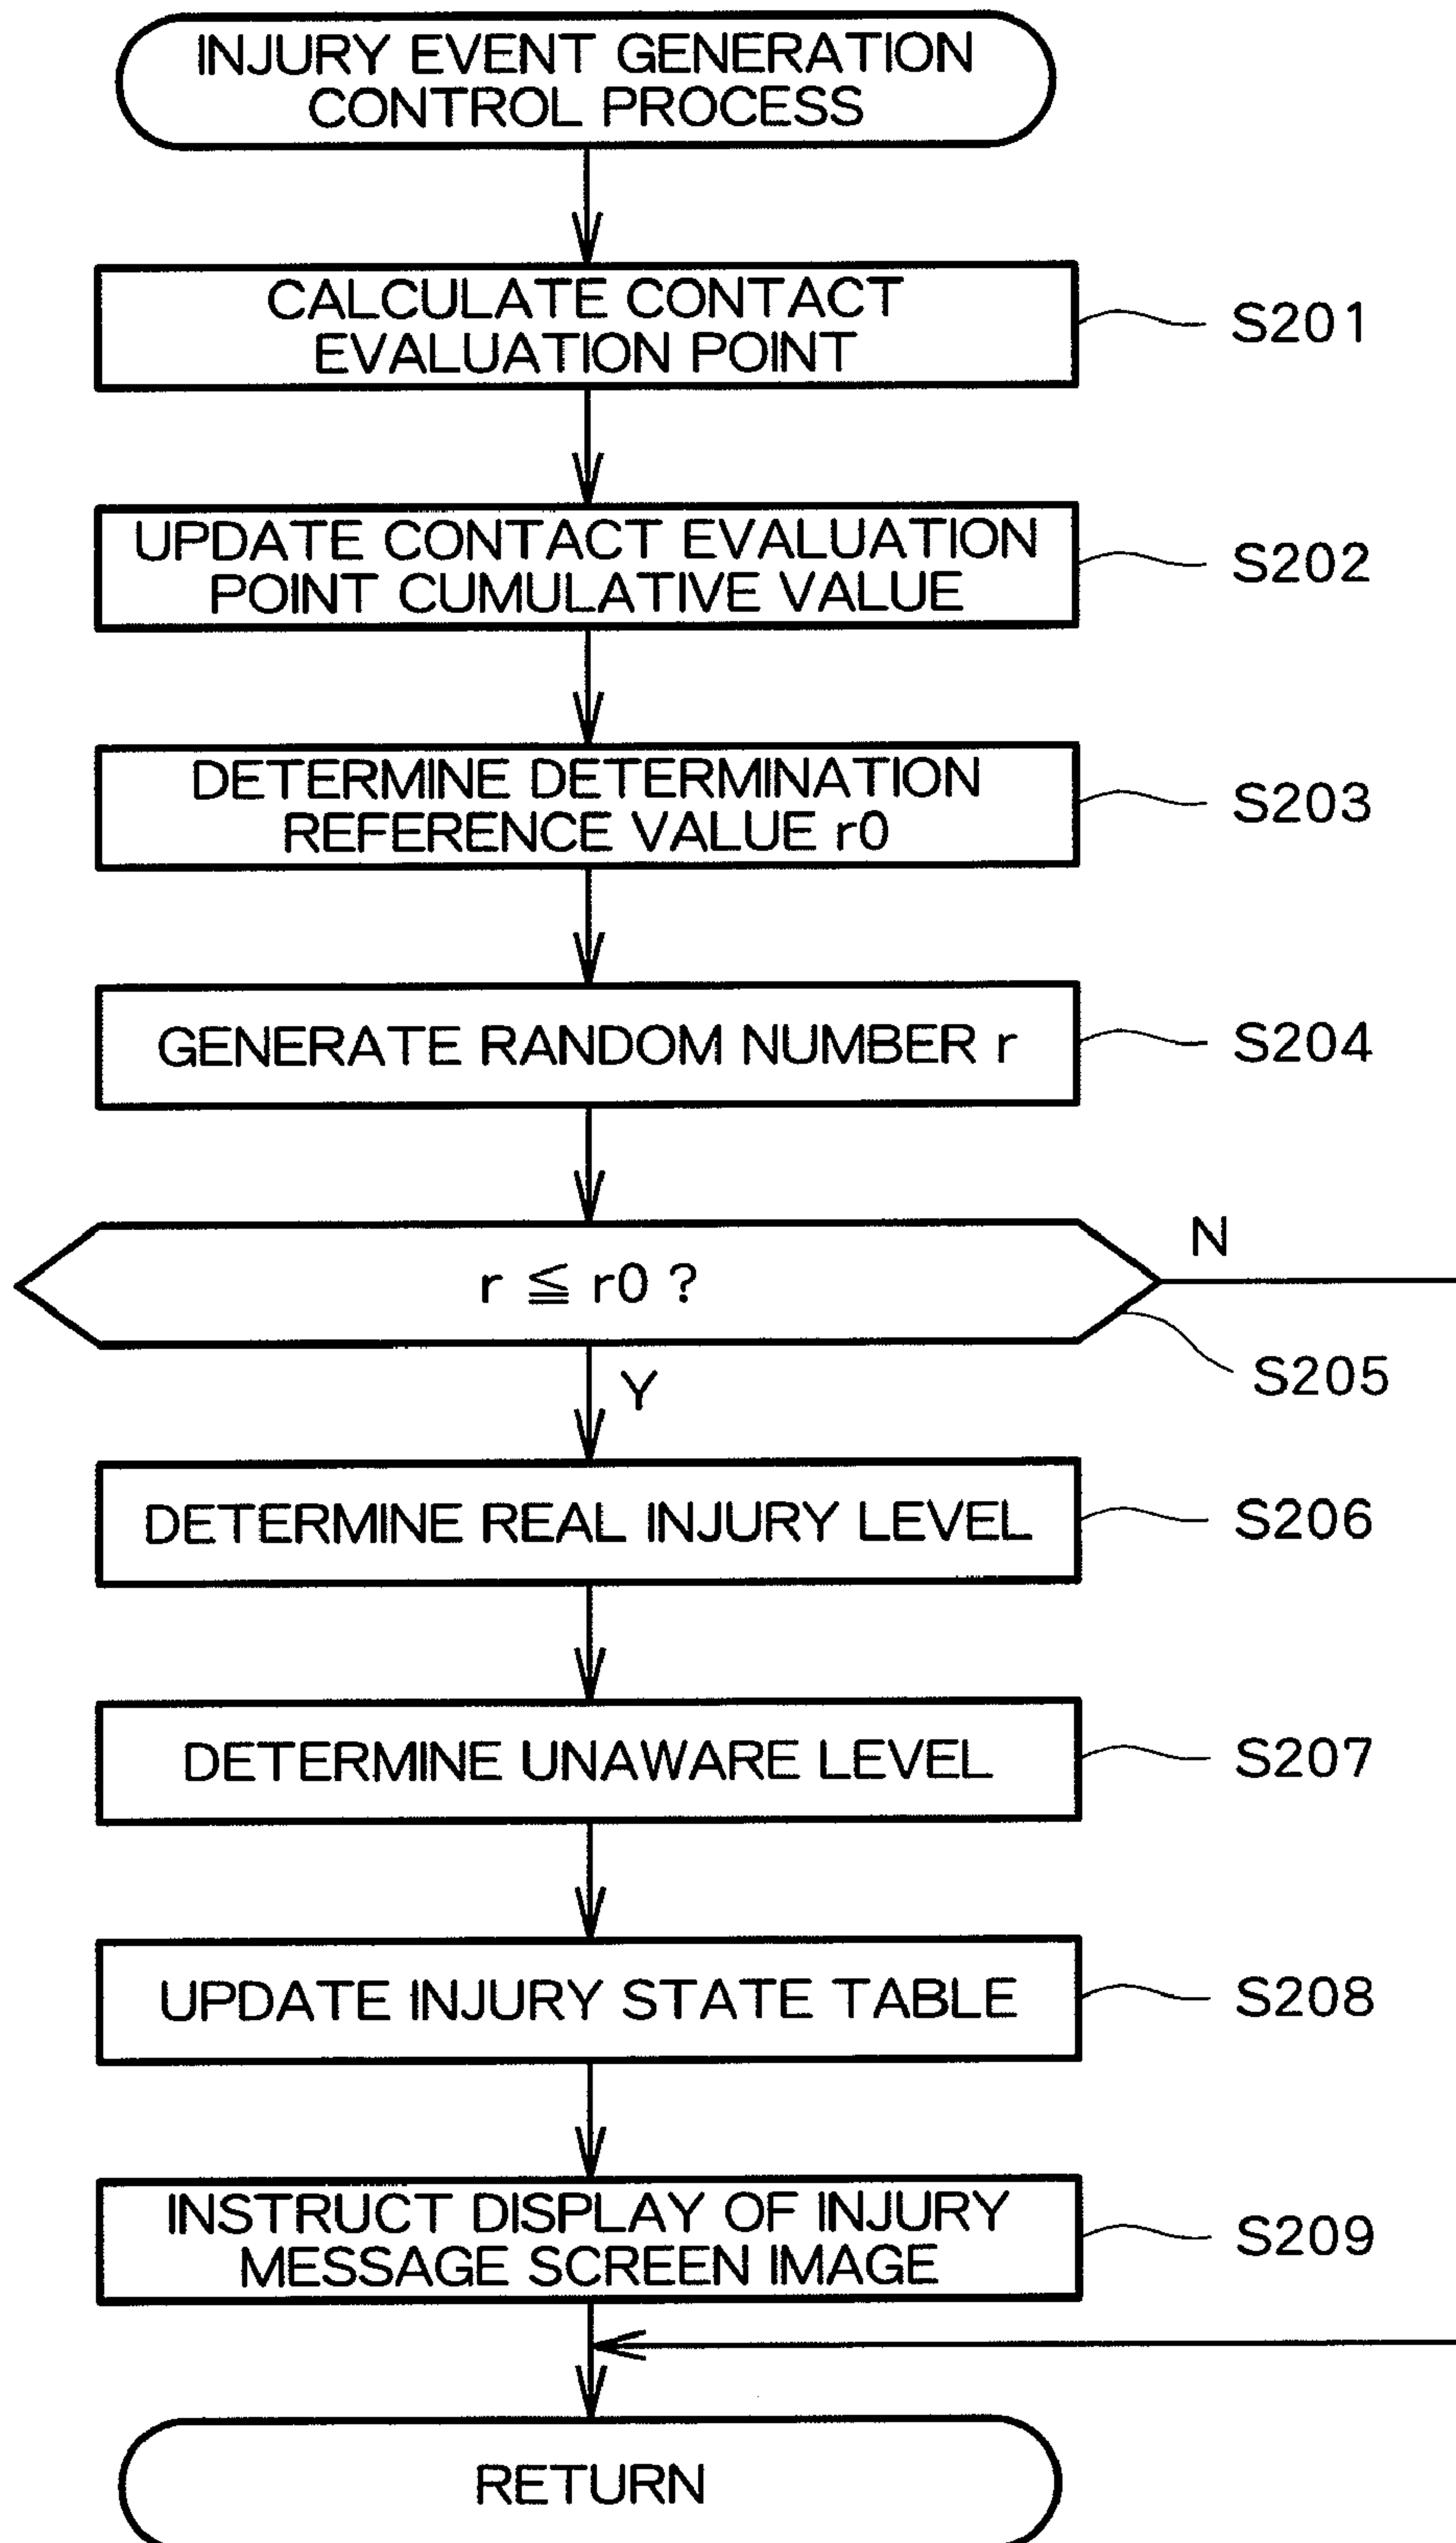 INJURY EVENT GENERATION
CONTROL PROCESS
CALCULATE CONTACT
EVALUATION POINT
S201
UPDATE CONTACT EVALUATION
POINT CUMULATIVE VALUE
S202
DETERMINE DETERMINATION
REFERENCE VALUE r0
S203
GENERATE RANDOM NUMBER r
S204
r ≦ r0 ?
N
S205
Y
DETERMINE REAL INJURY LEVEL
S206
DETERMINE UNAWARE LEVEL
S207
UPDATE INJURY STATE TABLE
S208
INSTRUCT DISPLAY OF INJURY
MESSAGE SCREEN IMAGE
S209
RETURN